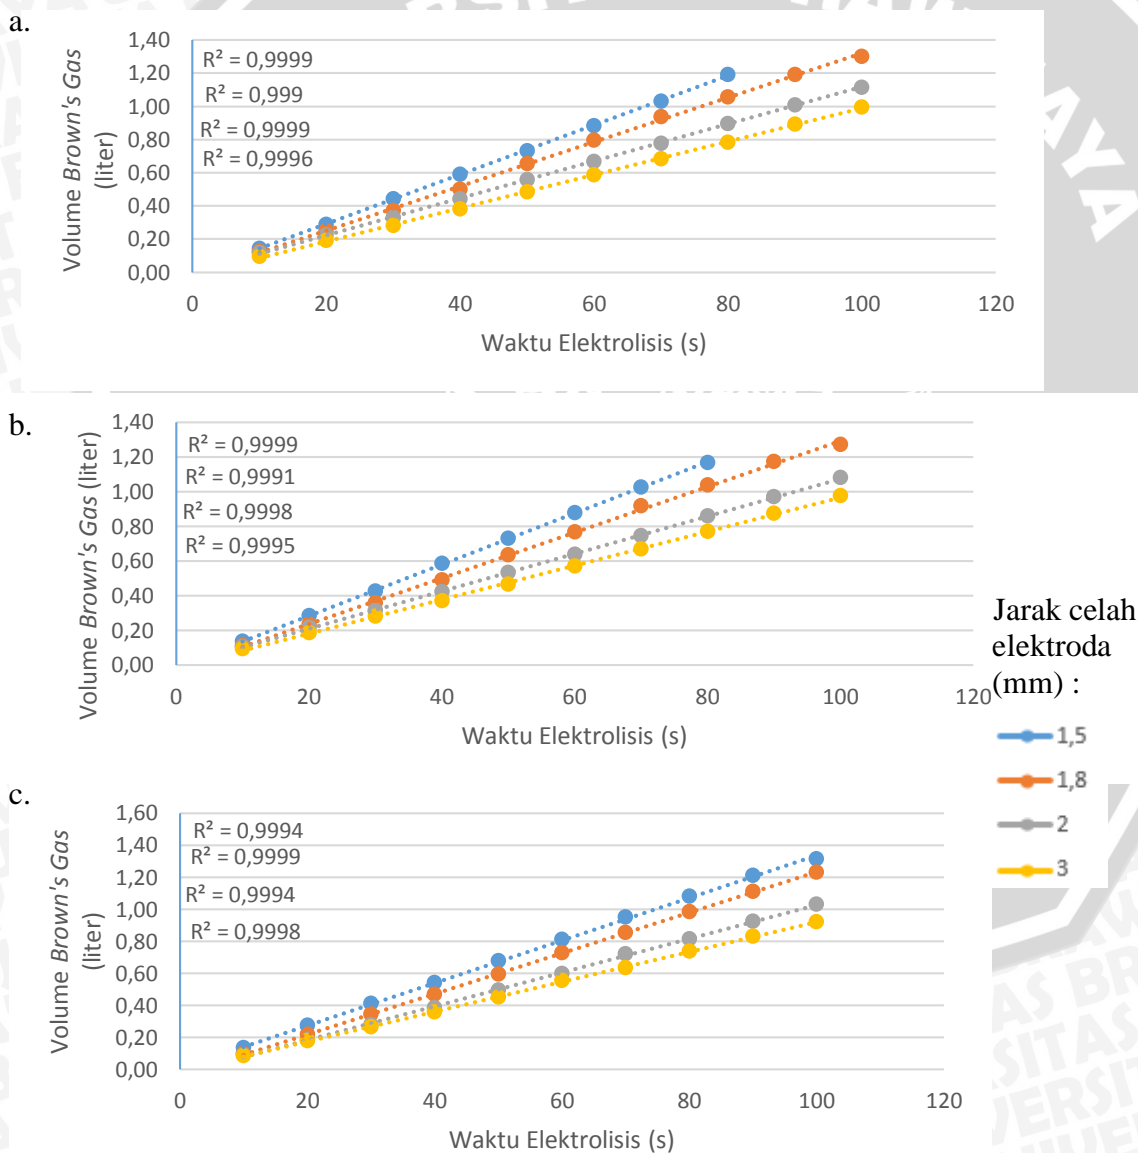 a.
1,40
1,20
1,00
0,80
0,60
0,40
0,20
0,00
Volume Brown's Gas
(liter)
R² = 0,9999
R² = 0,999
R² = 0,9999
R² = 0,9996
0 20 40 60 80 100 120
Waktu Elektrolisis (s)
b.
1,40
1,20
1,00
0,80
0,60
0,40
0,20
0,00
Volume Brown's Gas (liter)
R² = 0,9999
R² = 0,9991
R² = 0,9998
R² = 0,9995
0 20 40 60 80 100 120
Waktu Elektrolisis (s)
Jarak celah
elektroda
(mm) :
1,5
1,8
2
3
c.
1,60
1,40
1,20
1,00
0,80
0,60
0,40
0,20
0,00
Volume Brown's Gas
(liter)
R² = 0,9994
R² = 0,9999
R² = 0,9994
R² = 0,9998
0 20 40 60 80 100 120
Waktu Elektrolisis (s)